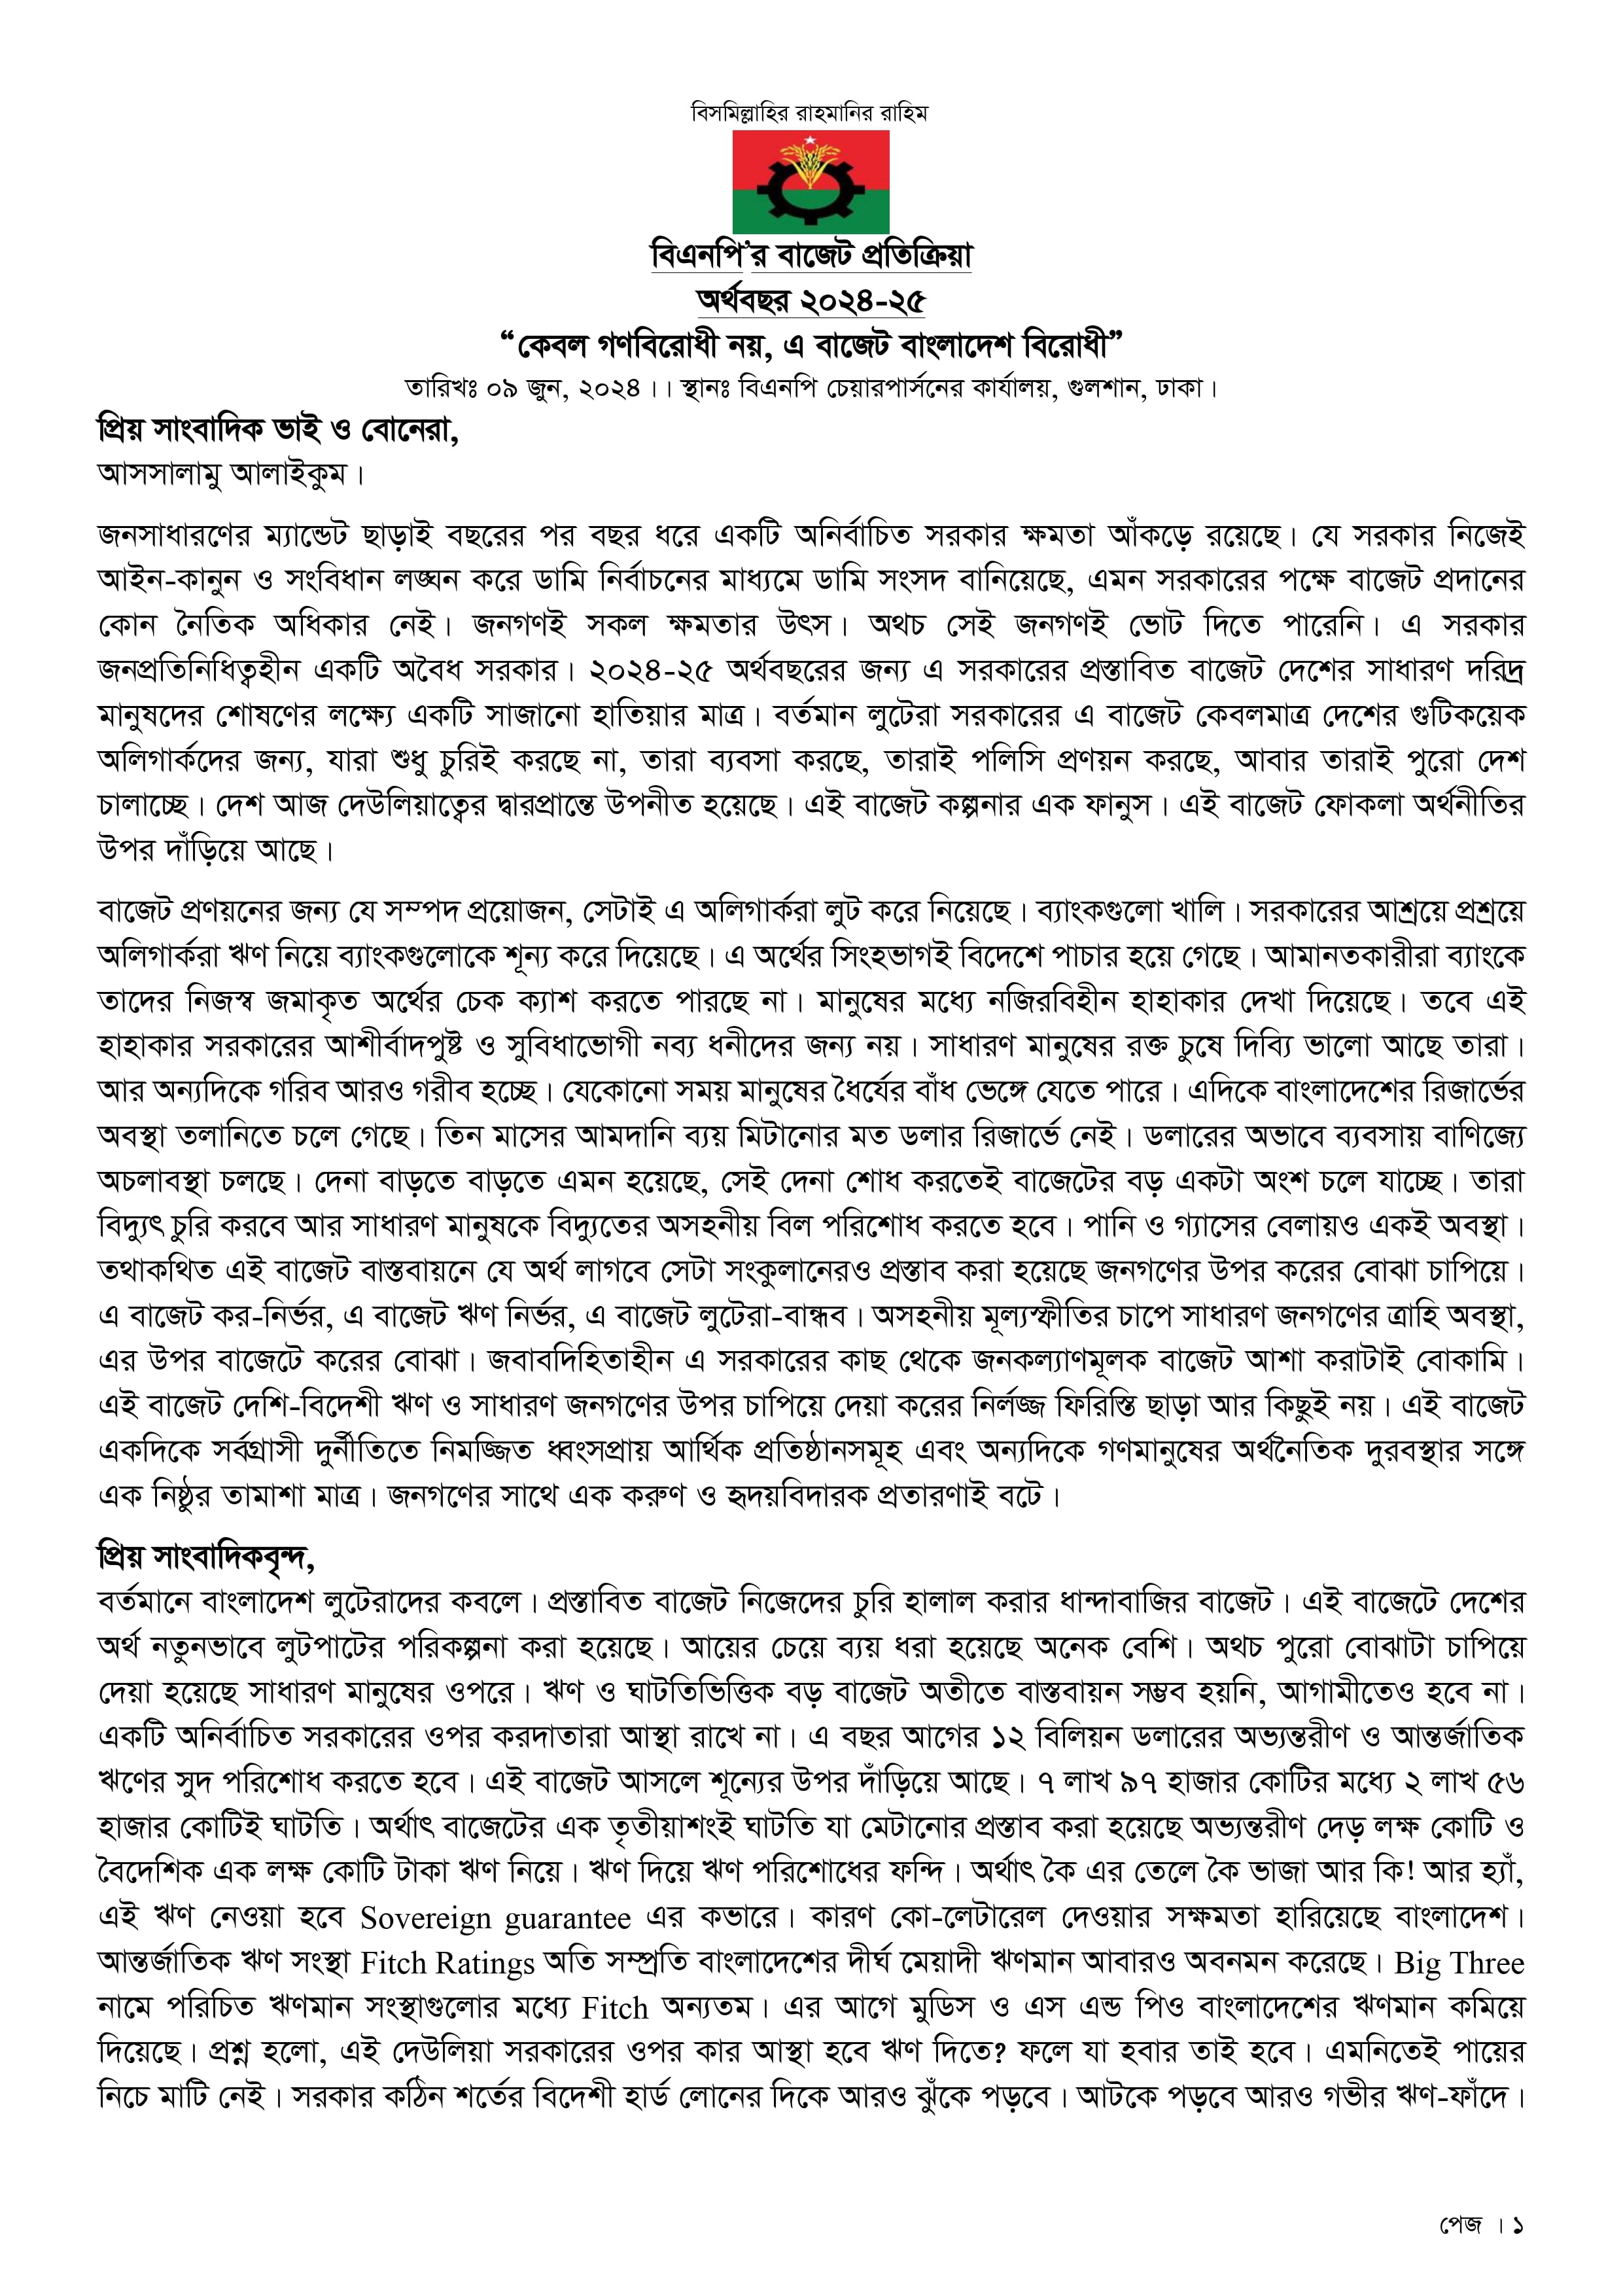 বিসমিল্লাহির রাহমানির রাহিম
বিএনপি’র বাজেট প্রতিক্রিয়া
অর্থবছর ২০২৪-২৫
“কেবল গণবিরোধী নয়, এ বাজেট বাংলাদেশ বিরোধী”
তারিখঃ ০৯ জুন, ২০২৪।। স্থানঃ বিএনপি চেয়ারপার্সনের কার্যালয়, গুলশান, ঢাকা।
প্রিয় সাংবাদিক ভাই ও বোনেরা,
আসসালামু আলাইকুম।
জনসাধারণের ম্যান্ডেট ছাড়াই বছরের পর বছর ধরে একটি অনির্বাচিত সরকার ক্ষমতা আঁকড়ে রয়েছে। যে সরকার নিজেই
আইন-কানুন ও সংবিধান লঙ্ঘন করে ডামি নির্বাচনের মাধ্যমে ডামি সংসদ বানিয়েছে, এমন সরকারের পক্ষে বাজেট প্রদানের
কোন নৈতিক অধিকার নেই। জনগণই সকল ক্ষমতার উৎস। অথচ সেই জনগণই ভোট দিতে পারেনি। এ সরকার
জনপ্রতিনিধিত্বহীন একটি অবৈধ সরকার। ২০২৪-২৫ অর্থবছরের জন্য এ সরকারের প্রস্তাবিত বাজেট দেশের সাধারণ দরিদ্র
মানুষদের শোষণের লক্ষ্যে একটি সাজানো হাতিয়ার মাত্র। বর্তমান লুটেরা সরকারের এ বাজেট কেবলমাত্র দেশের গুটিকয়েক
অলিগার্কদের জন্য, যারা শুধু চুরিই করছে না, তারা ব্যবসা করছে, তারাই পলিসি প্রণয়ন করছে, আবার তারাই পুরো দেশ
চালাচ্ছে। দেশ আজ দেউলিয়াত্বের দ্বারপ্রান্তে উপনীত হয়েছে। এই বাজেট কল্পনার এক ফানুস। এই বাজেট ফোকলা অর্থনীতির
উপর দাঁড়িয়ে আছে।
বাজেট প্রণয়নের জন্য যে সম্পদ প্রয়োজন, সেটাই এ অলিগার্করা লুট করে নিয়েছে। ব্যাংকগুলো খালি। সরকারের আশ্রয়ে প্রশ্রয়ে
অলিগার্করা ঋণ নিয়ে ব্যাংকগুলোকে শূন্য করে দিয়েছে। এ অর্থের সিংহভাগই বিদেশে পাচার হয়ে গেছে। আমানতকারীরা ব্যাংকে
তাদের নিজস্ব জমাকৃত অর্থের চেক ক্যাশ করতে পারছে না। মানুষের মধ্যে নজিরবিহীন হাহাকার দেখা দিয়েছে। তবে এই
হাহাকার সরকারের আশীর্বাদপুষ্ট ও সুবিধাভোগী নব্য ধনীদের জন্য নয়। সাধারণ মানুষের রক্ত চুষে দিব্যি ভালো আছে তারা।
আর অন্যদিকে গরিব আরও গরীব হচ্ছে। যেকোনো সময় মানুষের ধৈর্যের বাঁধ ভেঙ্গে যেতে পারে। এদিকে বাংলাদেশের রিজার্ভের
অবস্থা তলানিতে চলে গেছে। তিন মাসের আমদানি ব্যয় মিটানোর মত ডলার রিজার্ভে নেই। ডলারের অভাবে ব্যবসায় বাণিজ্যে
অচলাবস্থা চলছে। দেনা বাড়তে বাড়তে এমন হয়েছে, সেই দেনা শোধ করতেই বাজেটের বড় একটা অংশ চলে যাচ্ছে। তারা
বিদ্যুৎ চুরি করবে আর সাধারণ মানুষকে বিদ্যুতের অসহনীয় বিল পরিশোধ করতে হবে। পানি ও গ্যাসের বেলায়ও একই অবস্থা।
তথাকথিত এই বাজেট বাস্তবায়নে যে অর্থ লাগবে সেটা সংকুলানেরও প্রস্তাব করা হয়েছে জনগণের উপর করের বোঝা চাপিয়ে।
এ বাজেট কর-নির্ভর, এ বাজেট ঋণ নির্ভর, এ বাজেট লুটেরা-বান্ধব। অসহনীয় মূল্যস্ফীতির চাপে সাধারণ জনগণের ত্রাহি অবস্থা,
এর উপর বাজেটে করের বোঝা। জবাবদিহিতাহীন এ সরকারের কাছ থেকে জনকল্যাণমূলক বাজেট আশা করাটাই বোকামি।
এই বাজেট দেশি-বিদেশী ঋণ ও সাধারণ জনগণের উপর চাপিয়ে দেয়া করের নির্লজ্জ ফিরিস্তি ছাড়া আর কিছুই নয়। এই বাজেট
একদিকে সর্বগ্রাসী দুর্নীতিতে নিমজ্জিত ধ্বংসপ্রায় আর্থিক প্রতিষ্ঠানসমূহ এবং অন্যদিকে গণমানুষের অর্থনৈতিক দুরবস্থার সঙ্গে
এক নিষ্ঠুর তামাশা মাত্র। জনগণের সাথে এক করুণ ও হৃদয়বিদারক প্রতারণাই বটে।
প্রিয় সাংবাদিকবৃন্দ,
বর্তমানে বাংলাদেশ লুটেরাদের কবলে। প্রস্তাবিত বাজেট নিজেদের চুরি হালাল করার ধান্দাবাজির বাজেট। এই বাজেটে দেশের
অর্থ নতুনভাবে লুটপাটের পরিকল্পনা করা হয়েছে। আয়ের চেয়ে ব্যয় ধরা হয়েছে অনেক বেশি। অথচ পুরো বোঝাটা চাপিয়ে
দেয়া হয়েছে সাধারণ মানুষের ওপরে। ঋণ ও ঘাটতিভিত্তিক বড় বাজেট অতীতে বাস্তবায়ন সম্ভব হয়নি, আগামীতেও হবে না।
একটি অনির্বাচিত সরকারের ওপর করদাতারা আস্থা রাখে না। এ বছর আগের ১২ বিলিয়ন ডলারের অভ্যন্তরীণ ও আন্তর্জাতিক
ঋণের সুদ পরিশোধ করতে হবে। এই বাজেট আসলে শূন্যের উপর দাঁড়িয়ে আছে। ৭ লাখ ৯৭ হাজার কোটির মধ্যে ২ লাখ ৫৬
হাজার কোটিই ঘাটতি। অর্থাৎ বাজেটের এক তৃতীয়াশংই ঘাটতি যা মেটানোর প্রস্তাব করা হয়েছে অভ্যন্তরীণ দেড় লক্ষ কোটি ও
বৈদেশিক এক লক্ষ কোটি টাকা ঋণ নিয়ে। ঋণ দিয়ে ঋণ পরিশোধের ফন্দি। অর্থাৎ কৈ এর তেলে কৈ ভাজা আর কি! আর হ্যাঁ,
এই ঋণ নেওয়া হবে Sovereign guarantee এর কভারে। কারণ কো-লেটারেল দেওয়ার সক্ষমতা হারিয়েছে বাংলাদেশ।
আন্তর্জাতিক ঋণ সংস্থা Fitch Ratings অতি সম্প্রতি বাংলাদেশের দীর্ঘ মেয়াদী ঋণমান আবারও অবনমন করেছে। Big Three
নামে পরিচিত ঋণমান সংস্থাগুলোর মধ্যে Fitch অন্যতম। এর আগে মুডিস ও এস এন্ড পিও বাংলাদেশের ঋণমান কমিয়ে
দিয়েছে। প্রশ্ন হলো, এই দেউলিয়া সরকারের ওপর কার আস্থা হবে ঋণ দিতে? ফলে যা হবার তাই হবে। এমনিতেই পায়ের
নিচে মাটি নেই। সরকার কঠিন শর্তের বিদেশী হার্ড লোনের দিকে আরও ঝুঁকে পড়বে। আটকে পড়বে আরও গভীর ঋণ-ফাঁদে।
পেজ । ১